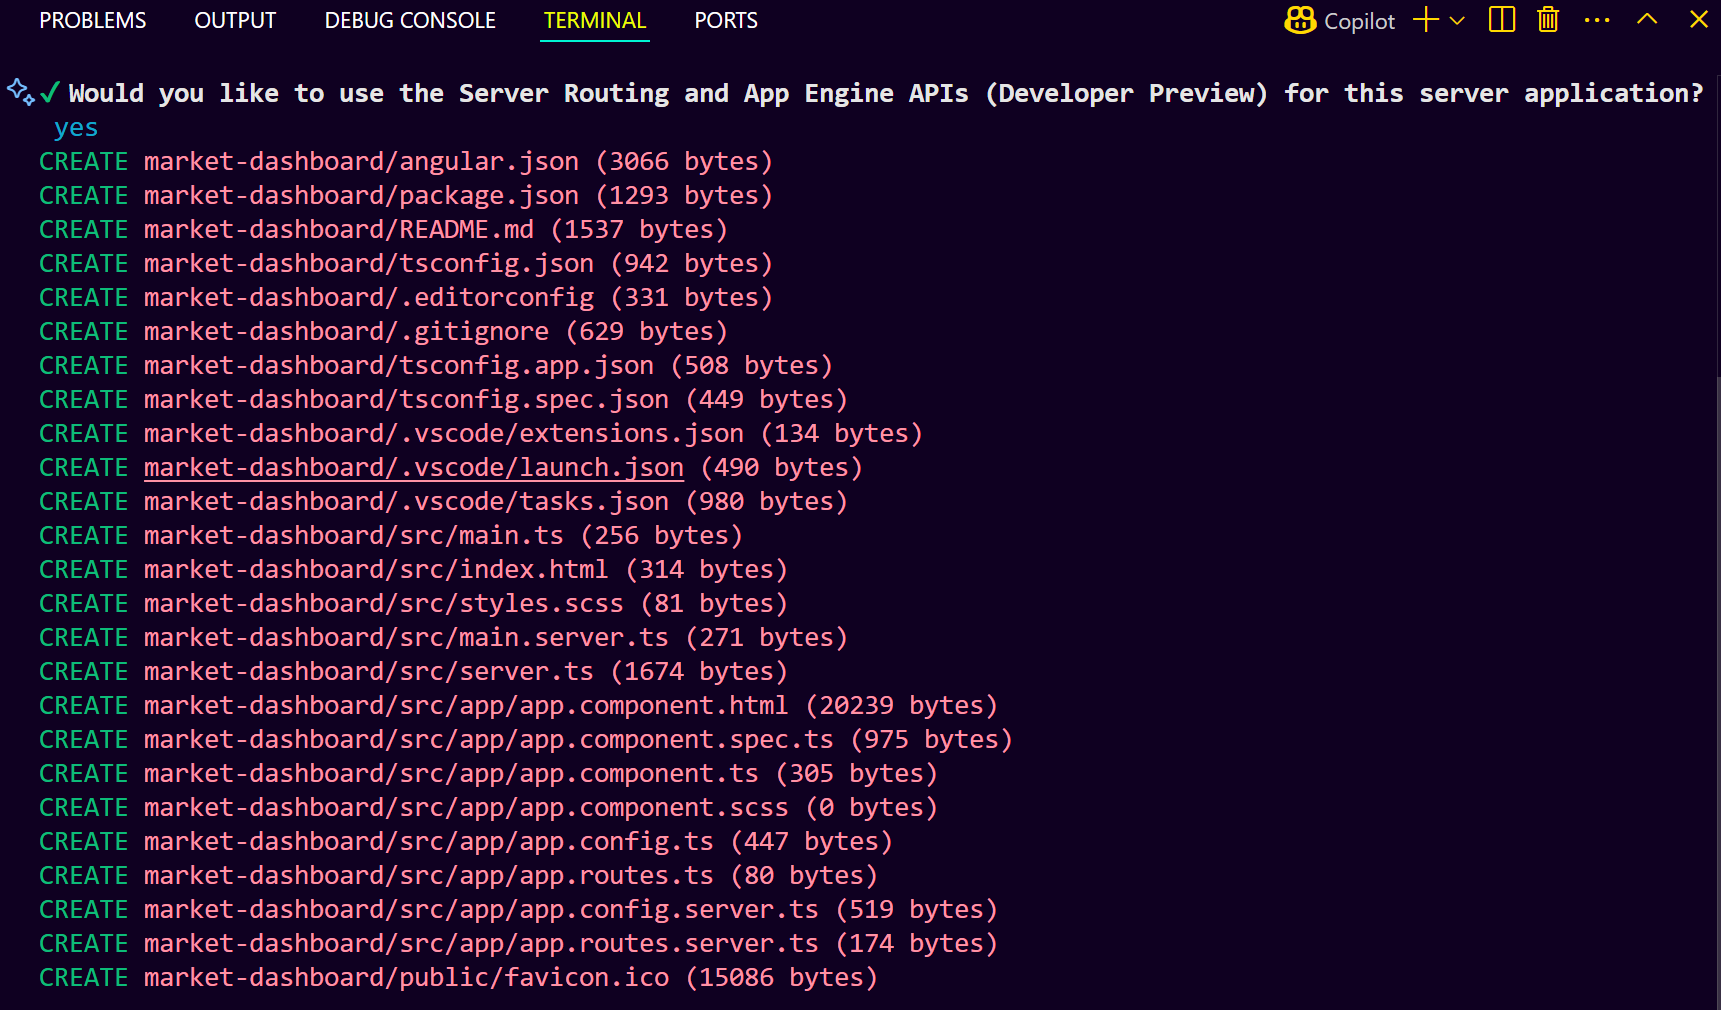 PROBLEMS OUTPUT DEBUG CONSOLE TERMINAL PORTS Copilot
✓ Would you like to use the Server Routing and App Engine APIs (Developer Preview) for this server application?
yes
CREATE market-dashboard/angular.json (3066 bytes)
CREATE market-dashboard/package.json (1293 bytes)
CREATE market-dashboard/README.md (1537 bytes)
CREATE market-dashboard/tsconfig.json (942 bytes)
CREATE market-dashboard/.editorconfig (331 bytes)
CREATE market-dashboard/.gitignore (629 bytes)
CREATE market-dashboard/tsconfig.app.json (508 bytes)
CREATE market-dashboard/tsconfig.spec.json (449 bytes)
CREATE market-dashboard/.vscode/extensions.json (134 bytes)
CREATE market-dashboard/.vscode/launch.json (490 bytes)
CREATE market-dashboard/.vscode/tasks.json (980 bytes)
CREATE market-dashboard/src/main.ts (256 bytes)
CREATE market-dashboard/src/index.html (314 bytes)
CREATE market-dashboard/src/styles.scss (81 bytes)
CREATE market-dashboard/src/main.server.ts (271 bytes)
CREATE market-dashboard/src/server.ts (1674 bytes)
CREATE market-dashboard/src/app/app.component.html (20239 bytes)
CREATE market-dashboard/src/app/app.component.spec.ts (975 bytes)
CREATE market-dashboard/src/app/app.component.ts (305 bytes)
CREATE market-dashboard/src/app/app.component.scss (0 bytes)
CREATE market-dashboard/src/app/app.config.ts (447 bytes)
CREATE market-dashboard/src/app/app.routes.ts (80 bytes)
CREATE market-dashboard/src/app/app.config.server.ts (519 bytes)
CREATE market-dashboard/src/app/app.routes.server.ts (174 bytes)
CREATE market-dashboard/public/favicon.ico (15086 bytes)